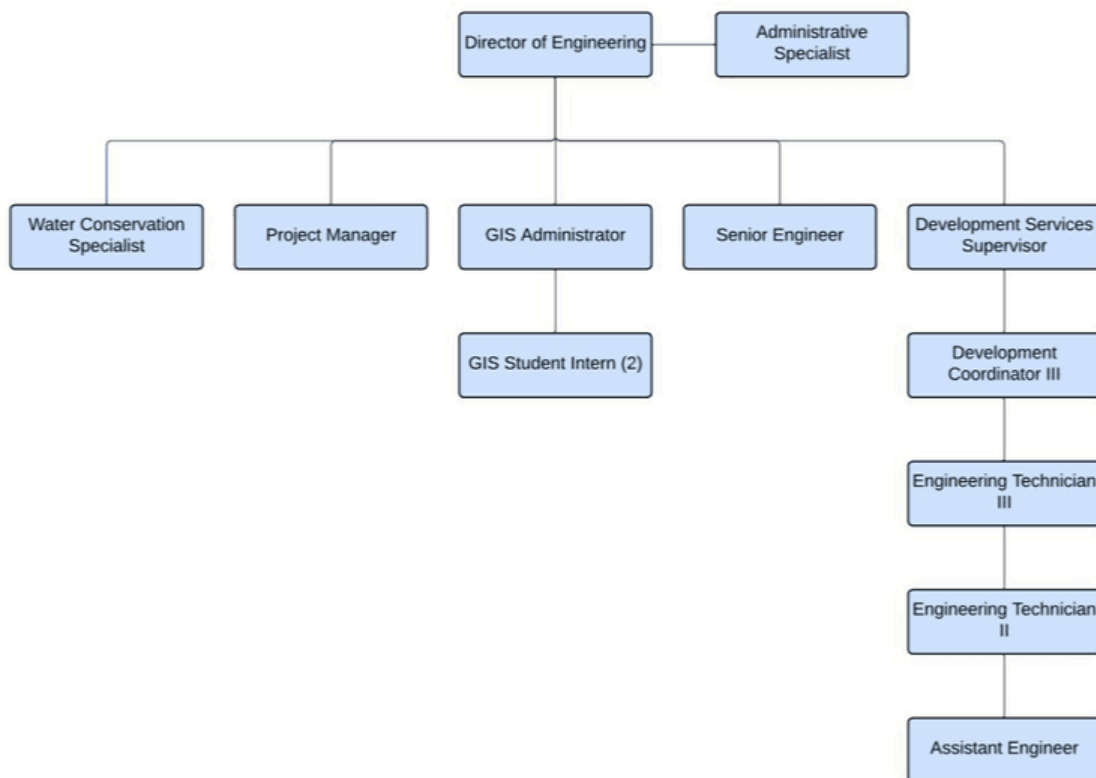 Director of Engineering
Administrative
Specialist
Water Conservation
Specialist
Project Manager
GIS Administrator
Senior Engineer
Development Services
Supervisor
GIS Student Intern (2)
Development
Coordinator III
Engineering Technician
III
Engineering Technician
II
Assistant Engineer